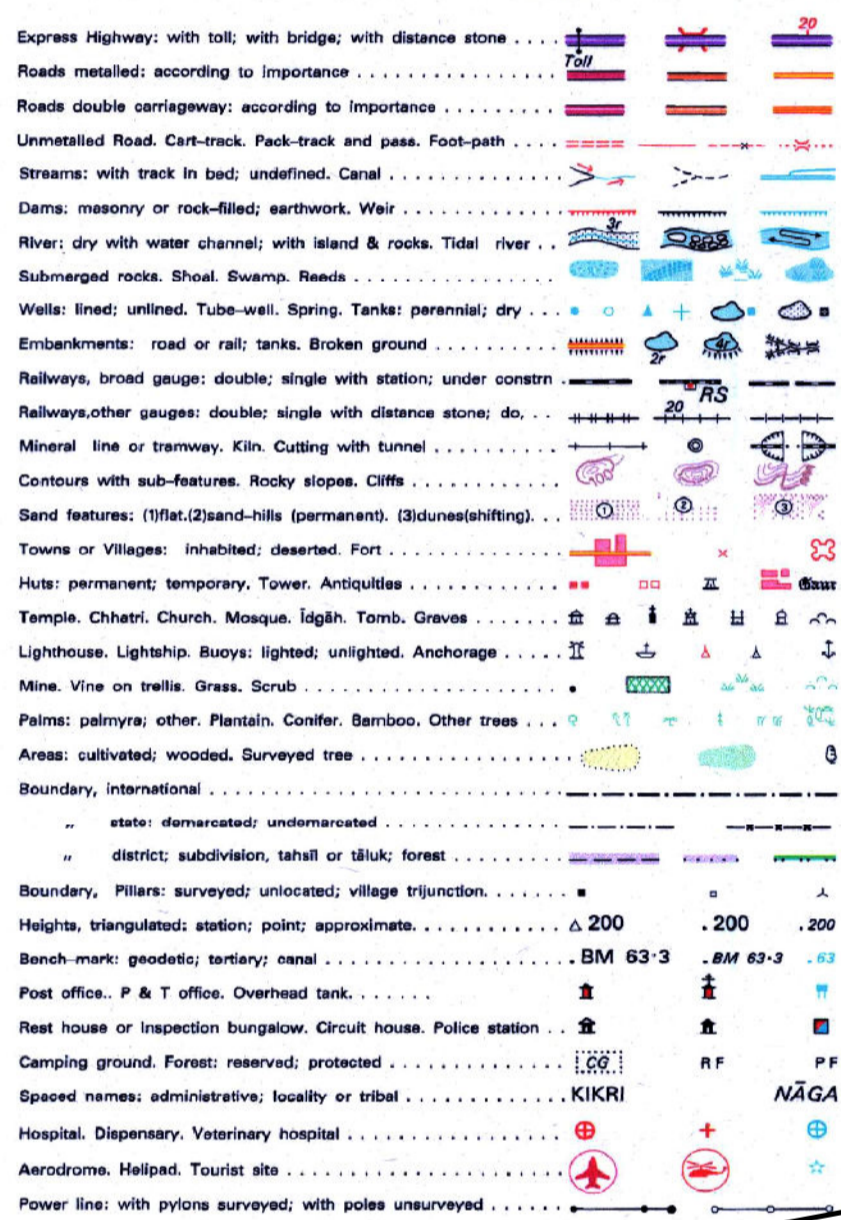 20
Express Highway: with toll; with bridge; with distance stone
Toll
Roads metalled: according to importance
Roads double carriageway: according to importance
Unmetalled Road. Cart-track. Pack-track and pass. Foot-path
Streams: with track in bed; undefined. Canal
Dams: masonry or rock-filled; earthwork. Weir
3r
River: dry with water channel; with island & rocks. Tidal river
Submerged rocks. Shoal. Swamp. Reeds
Wells: lined; unlined. Tube-well. Spring. Tanks: perennial; dry
Embankments: road or rail; tanks. Broken ground
4r
2r
Railways, broad gauge: double; single with station; under constrn
RS
20
Railways,other gauges: double; single with distance stone; do,
Mineral line or tramway. Kiln. Cutting with tunnel
Contours with sub-features. Rocky slopes. Cliffs
Sand features: (1)flat.(2)sand-hills (permanent). (3)dunes(shifting). 1 2 3
Towns or Villages: inhabited; deserted. Fort
Huts: permanent; temporary. Tower. Antiquities Gaur
Temple. Chhatri. Church. Mosque. Īdgāh. Tomb. Graves
Lighthouse. Lightship. Buoys: lighted; unlighted. Anchorage
Mine. Vine on trellis. Grass. Scrub
Palms: palmyra; other. Plantain. Conifer. Bamboo. Other trees
Areas: cultivated; wooded. Surveyed tree
Boundary, international
„ state: demarcated; undemarcated
„ district; subdivision, tahsīl or tāluk; forest
Boundary, Pillars: surveyed; unlocated; village trijunction.
Heights, triangulated: station; point; approximate. △ 200 . 200 . 200
Bench-mark: geodetic; tertiary; canal . BM 63·3 . BM 63·3 . 63
Post office.. P & T office. Overhead tank.
Rest house or Inspection bungalow. Circuit house. Police station
Camping ground. Forest: reserved; protected CG RF PF
Spaced names: administrative; locality or tribal KIKRI NĀGA
Hospital. Dispensary. Veterinary hospital
Aerodrome. Helipad. Tourist site
Power line: with pylons surveyed; with poles unsurveyed